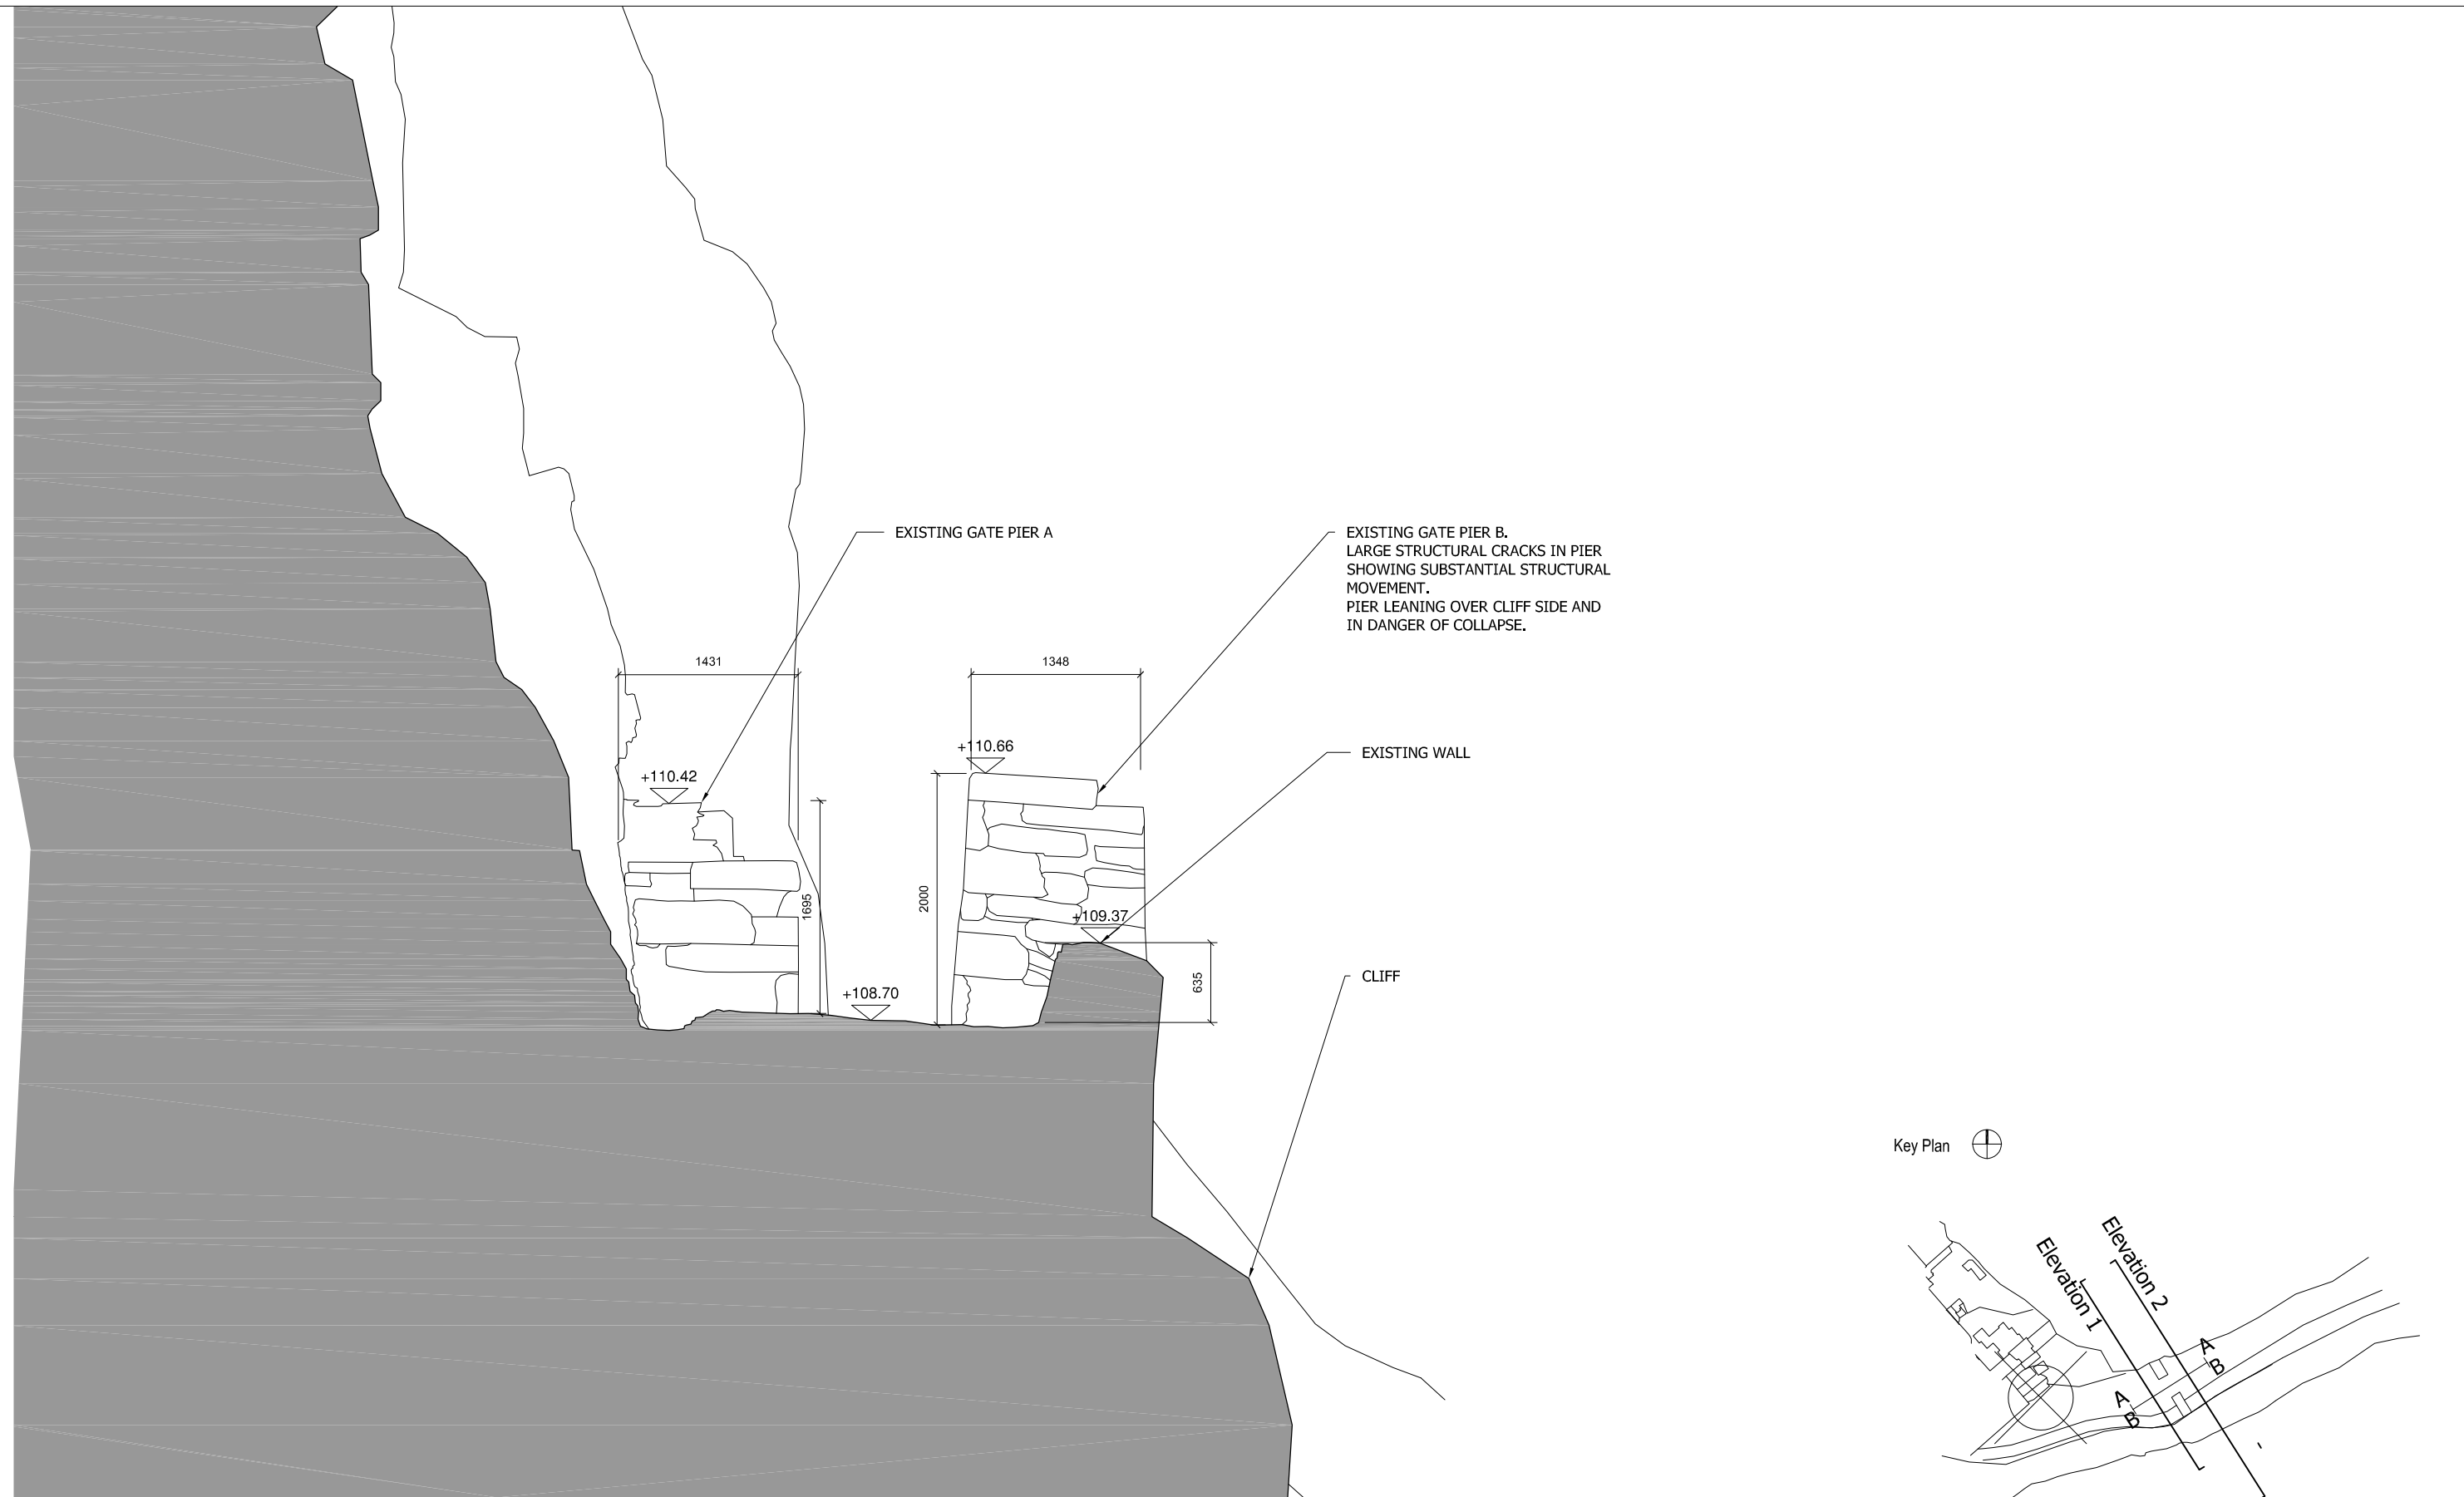 EXISTING GATE PIER A
EXISTING GATE PIER B.
LARGE STRUCTURAL CRACKS IN PIER
SHOWING SUBSTANTIAL STRUCTURAL
MOVEMENT.
PIER LEANING OVER CLIFF SIDE AND
IN DANGER OF COLLAPSE.
1431
1348
+110.66
EXISTING WALL
+110.42
1695
2000
+109.37
635
CLIFF
+108.70
Key Plan
Elevation 1
Elevation 2
A
B
A
B